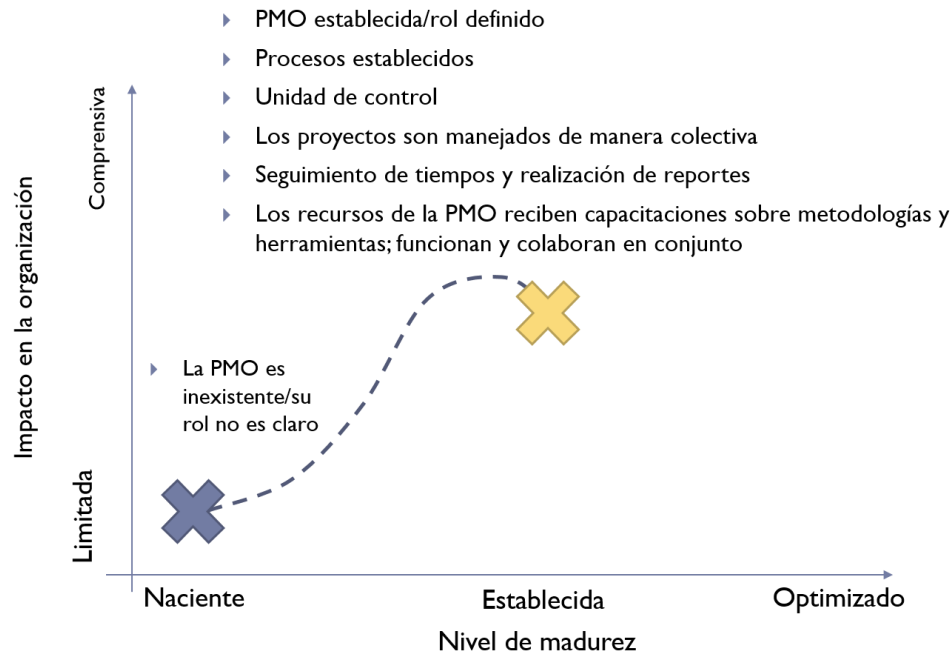 PMO establecida/rol definido
Procesos establecidos
Unidad de control
Los proyectos son manejados de manera colectiva
Seguimiento de tiempos y realización de reportes
Los recursos de la PMO reciben capacitaciones sobre metodologías y
herramientas; funcionan y colaboran en conjunto
Comprensiva
Impacto en la organización
La PMO es
inexistente/su
rol no es claro
Limitada
Naciente
Establecida
Optimizado
Nivel de madurez